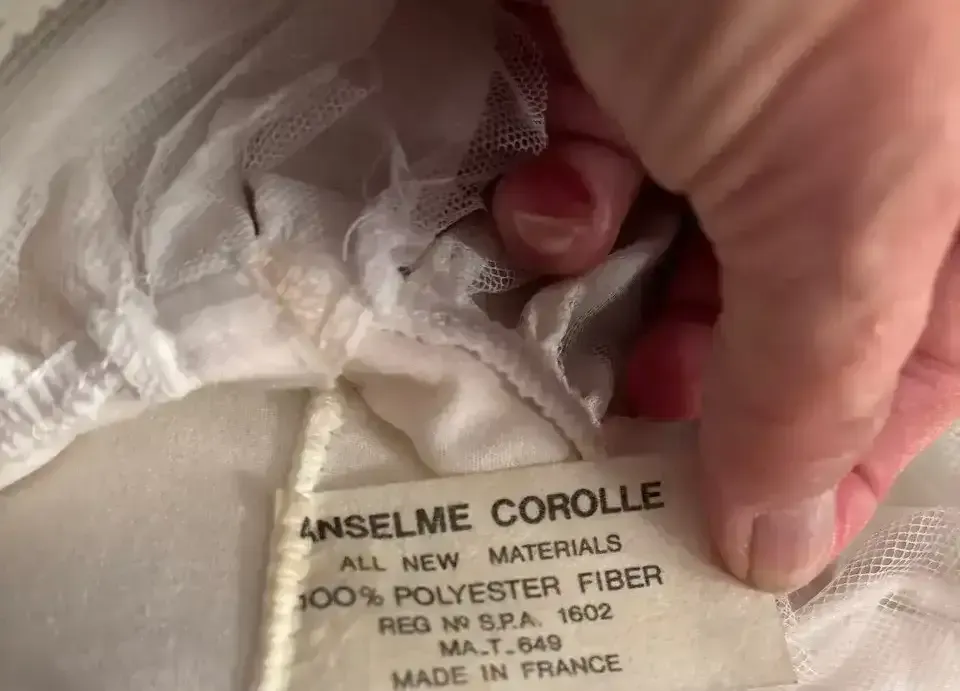 ANSELME COROLLE
ALL NEW MATERIALS
100% POLYESTER FIBER
REG Nº S.P.A. 1602
MA.T.649
MADE IN FRANCE